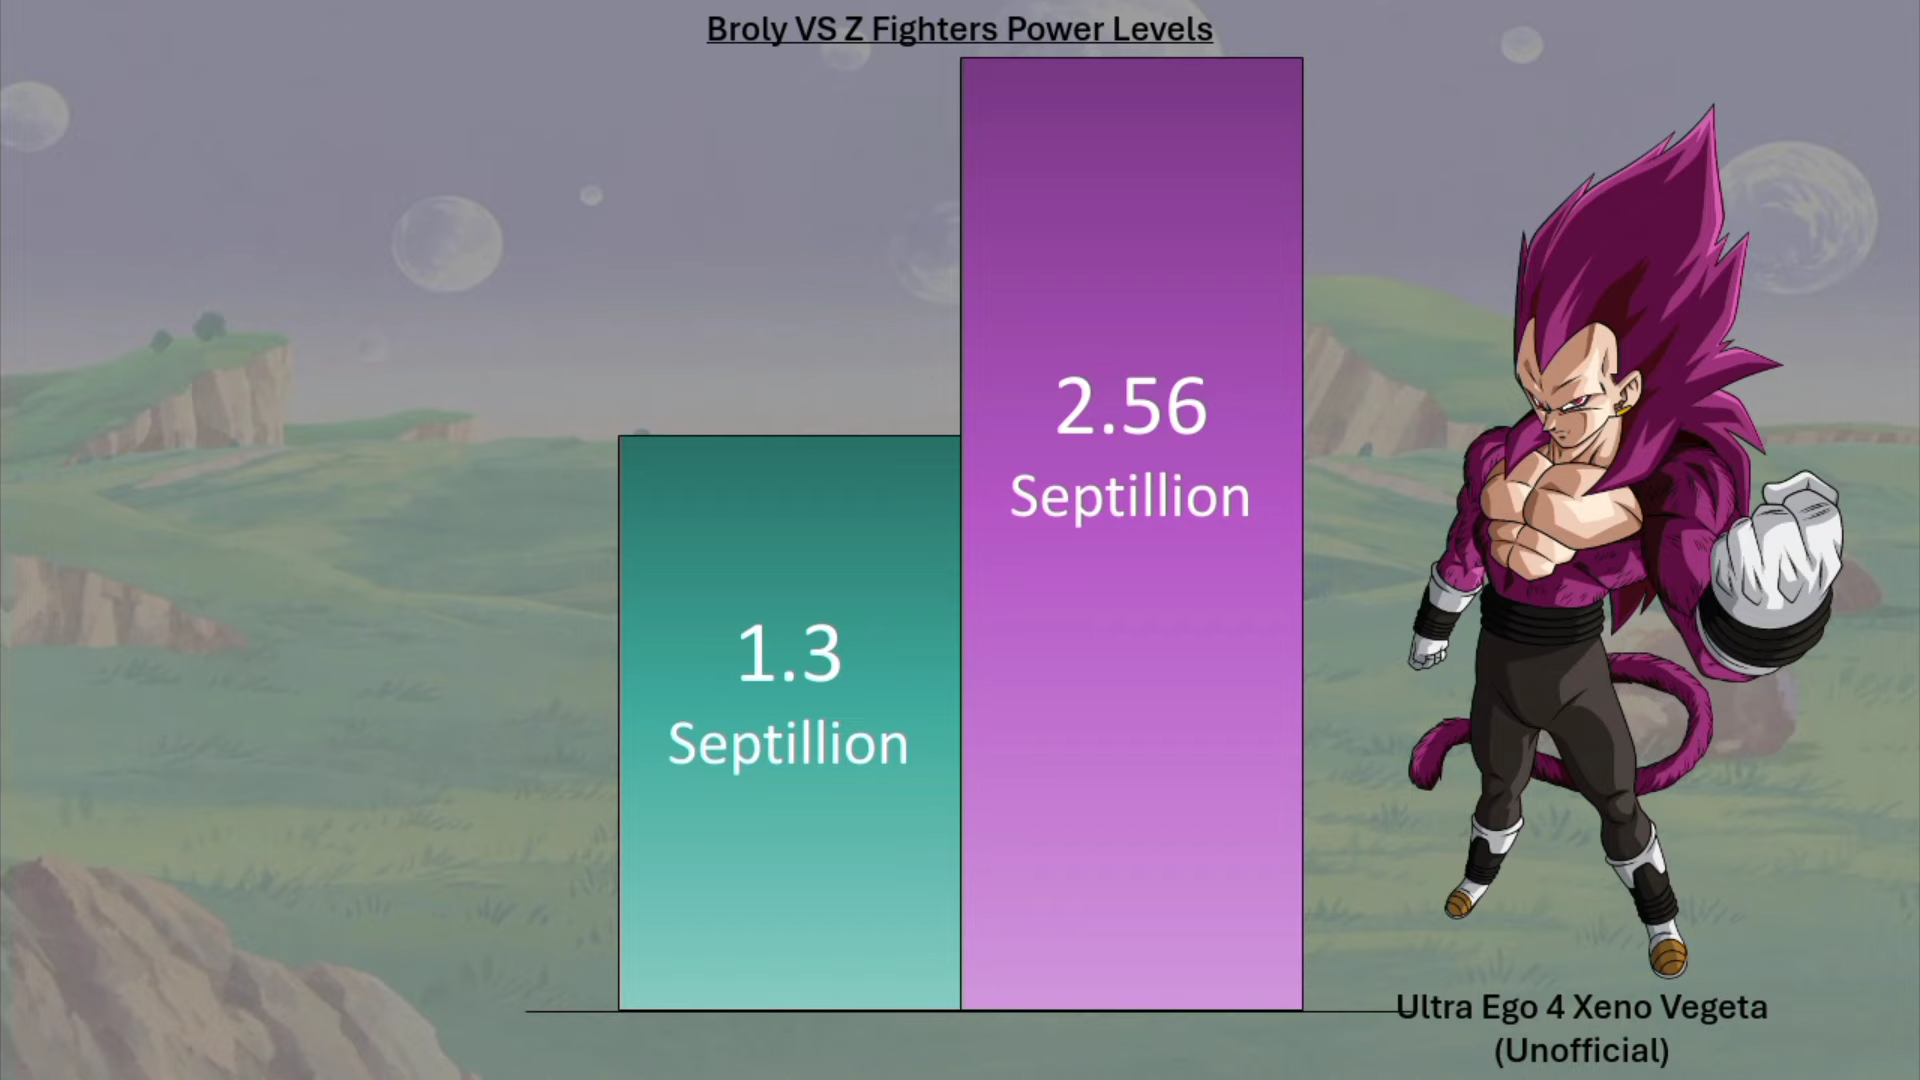 Broly VS Z Fighters Power Levels
2.56
Septillion
1.3
Septillion
Ultra Ego 4 Xeno Vegeta
(Unofficial)